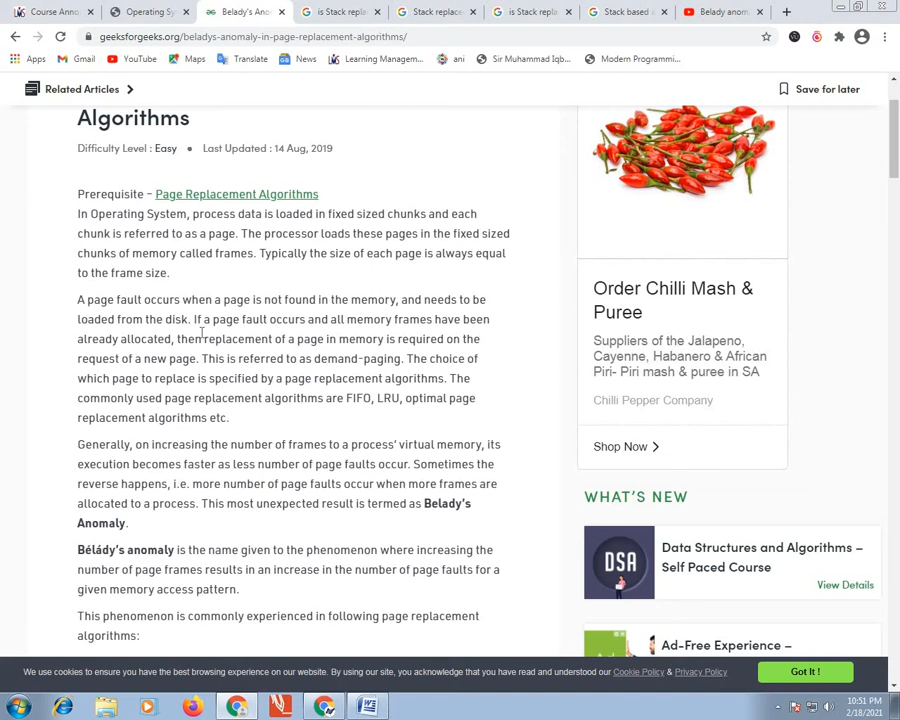 Course Anno
Operating Sy
Belady's Ano
is Stack repla
Stack replace
is Stack repla
Stack based a
Belady anom
geeksforgeeks.org/beladys-anomaly-in-page-replacement-algorithms/
Apps
Gmail
YouTube
Maps
Translate
News
Learning Managem...
ani
Sir Muhammad Iqb...
Modern Programmi...
Related Articles
Save for later
Algorithms
Difficulty Level : Easy
Last Updated : 14 Aug, 2019
Prerequisite – Page Replacement Algorithms
In Operating System, process data is loaded in fixed sized chunks and each
chunk is referred to as a page. The processor loads these pages in the fixed sized
chunks of memory called frames. Typically the size of each page is always equal
to the frame size.
A page fault occurs when a page is not found in the memory, and needs to be
loaded from the disk. If a page fault occurs and all memory frames have been
already allocated, then replacement of a page in memory is required on the
request of a new page. This is referred to as demand-paging. The choice of
which page to replace is specified by a page replacement algorithms. The
commonly used page replacement algorithms are FIFO, LRU, optimal page
replacement algorithms etc.
Generally, on increasing the number of frames to a process' virtual memory, its
execution becomes faster as less number of page faults occur. Sometimes the
reverse happens, i.e. more number of page faults occur when more frames are
allocated to a process. This most unexpected result is termed as Belady's
Anomaly.
Bélády's anomaly is the name given to the phenomenon where increasing the
number of page frames results in an increase in the number of page faults for a
given memory access pattern.
This phenomenon is commonly experienced in following page replacement
algorithms:
Order Chilli Mash &
Puree
Suppliers of the Jalapeno,
Cayenne, Habanero & African
Piri- Piri mash & puree in SA
Chilli Pepper Company
Shop Now
WHAT'S NEW
DSA
Data Structures and Algorithms –
Self Paced Course
View Details
Ad-Free Experience –
We use cookies to ensure you have the best browsing experience on our website. By using our site, you acknowledge that you have read and understood our Cookie Policy & Privacy Policy
Got It !
10:51 PM
2/18/2021